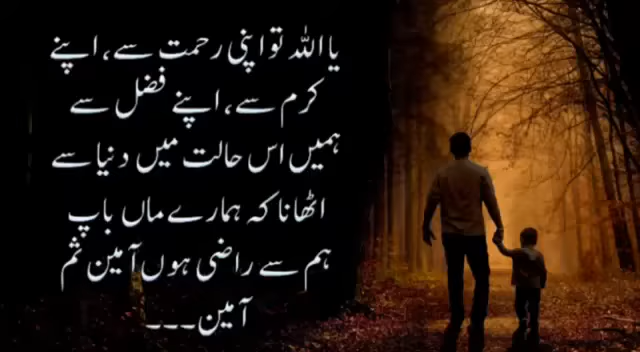 یا اللہ تو اپنی رحمت سے، اپنے
کرم سے، اپنے فضل سے
ہمیں اس حالت میں دنیا سے
اٹھانا کہ ہمارے ماں باپ
ہم سے راضی ہوں آمین ثم
آمین۔۔۔